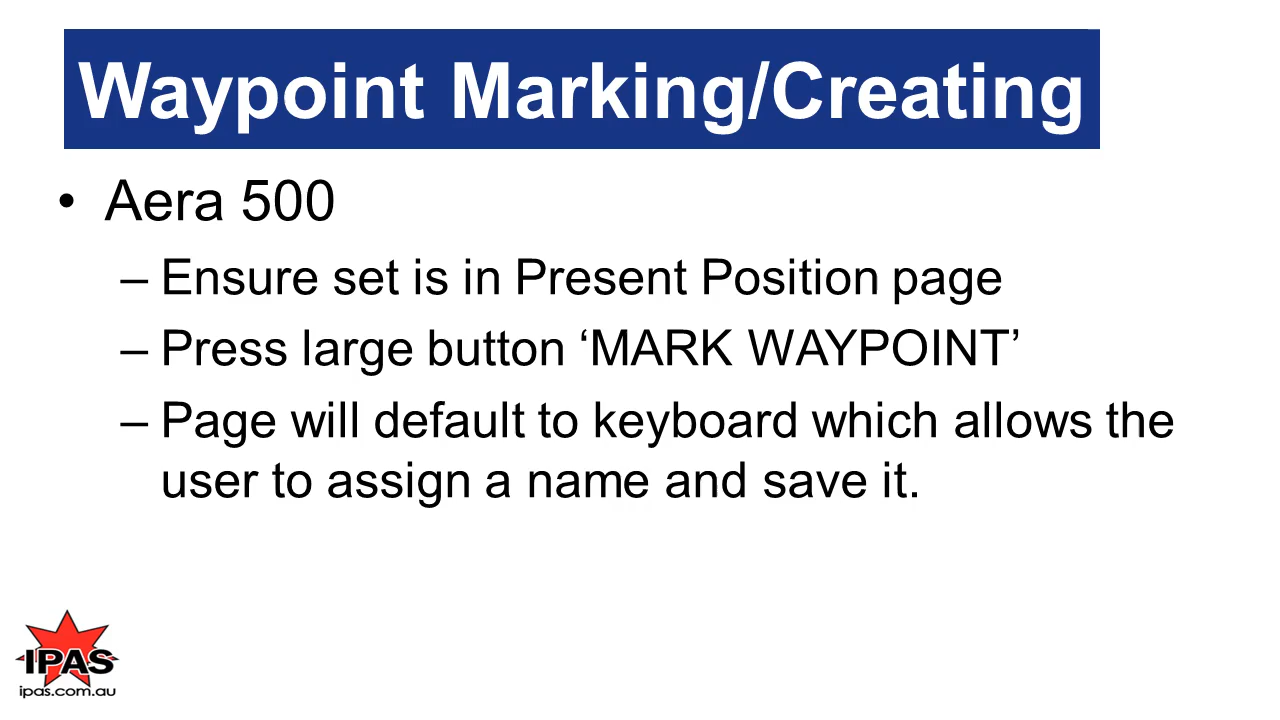 Waypoint Marking/Creating
• Aera 500
– Ensure set is in Present Position page
– Press large button ‘MARK WAYPOINT’
– Page will default to keyboard which allows the
user to assign a name and save it.
IPAS
ipas.com.au